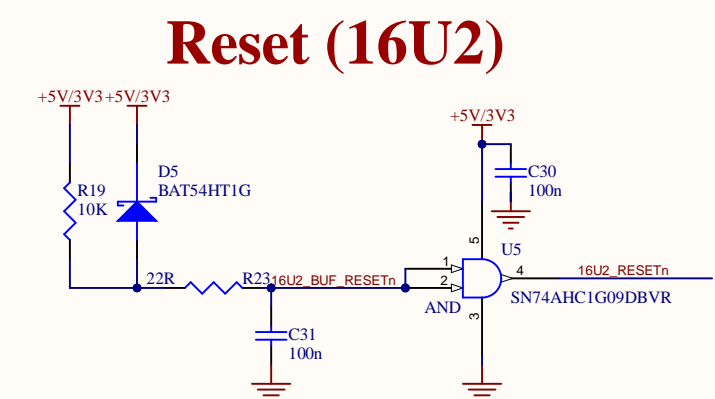 Reset (16U2)
+5V/3V3
+5V/3V3
+5V/3V3
D5
BAT54HT1G
C30
100n
R19
10K
5
U5
1
16U2_RESETn
4
22R
R23
16U2_BUF_RESETn
2
SN74AHC1G09DBVR
AND
3
C31
100n